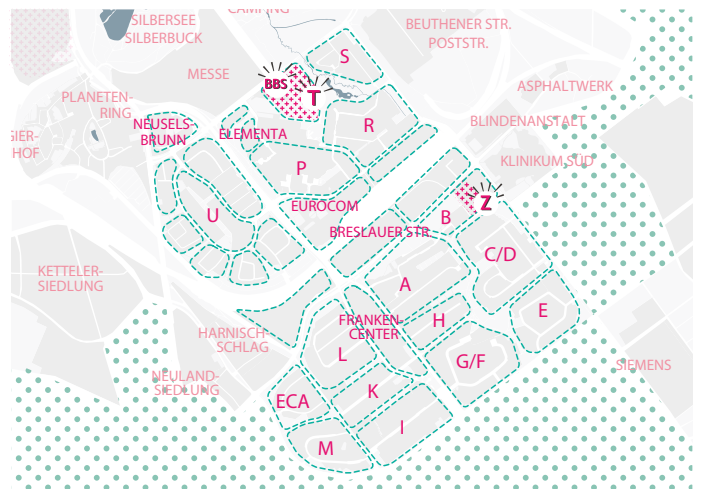 CAMPING
SILBERSEE
SILBERBUCK
BEUTHENER STR.
POSTSTR.
S
MESSE
BBS
T
ASPHALTWERK
PLANETEN-
RING
NEUSELS-
BRUNN
ELEMENTA
R
BLINDENANSTALT
GIER-
HOF
P
KLINIKUM SÜD
EUROCOM
Z
U
B
BRESLAUER STR.
C/D
KETTELER-
SIEDLUNG
A
E
FRANKEN-
CENTER
H
HARNISCH-
SCHLAG
L
G/F
SIEMENS
NEULAND-
SIEDLUNG
K
ECA
I
M